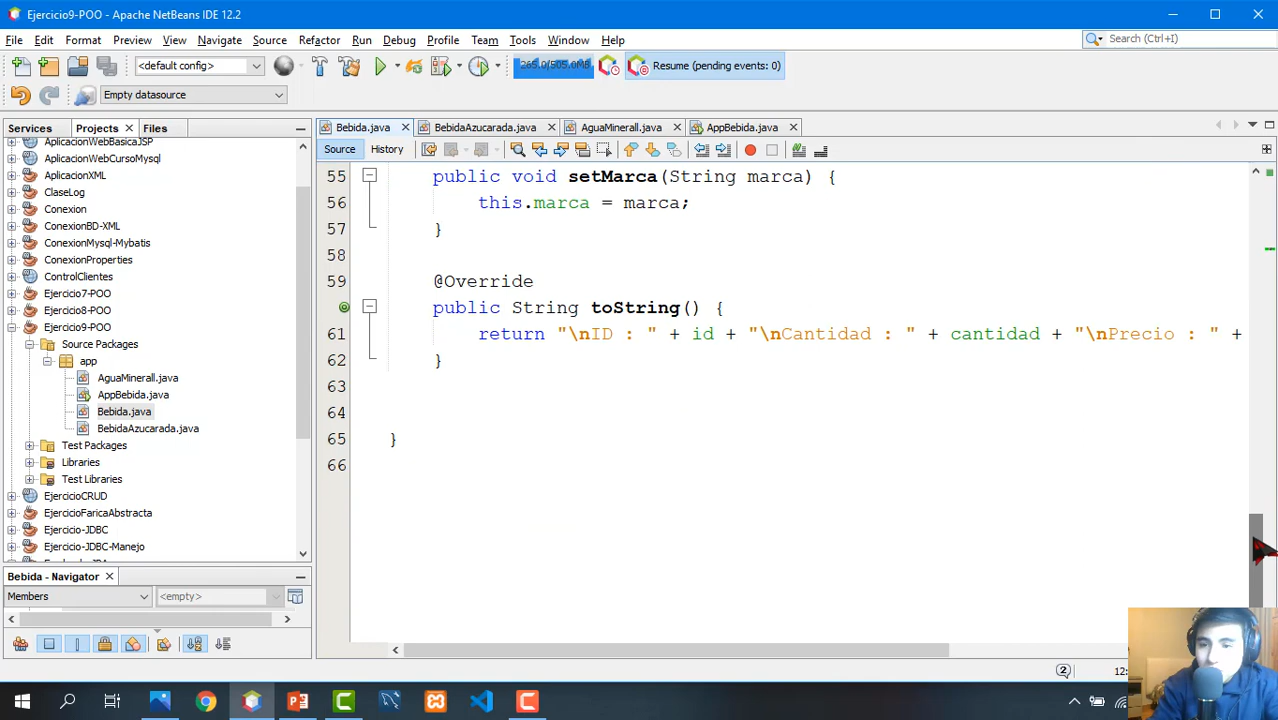 Ejercicio9-POO - Apache NetBeans IDE 12.2
File Edit Format Preview View Navigate Source Refactor Run Debug Profile Team Tools Window Help
Search (Ctrl+I)
<default config>
265.0/505.0MB
Resume (pending events: 0)
Empty datasource
Services Projects Files
Bebida.java BebidaAzucarada.java AguaMinerall.java AppBebida.java
Source History
AplicacionWebBasicaJSP
AplicacionWebCursoMysql
AplicacionXML
ClaseLog
Conexion
ConexionBD-XML
ConexionMysql-Mybatis
ConexionProperties
ControlClientes
Ejercicio7-POO
Ejercicio8-POO
Ejercicio9-POO
Source Packages
app
AguaMinerall.java
AppBebida.java
Bebida.java
BebidaAzucarada.java
Test Packages
Libraries
Test Libraries
EjercicioCRUD
EjercicioFaricaAbstracta
Ejercicio-JDBC
Ejercicio-JDBC-Manejo
55 public void setMarca(String marca) {
56 this.marca = marca;
57 }
58
59 @Override
public String toString() {
61 return "\nID : " + id + "\nCantidad : " + cantidad + "\nPrecio : " +
62 }
63
64
65 }
66
Bebida - Navigator
Members
<empty>
2
12: